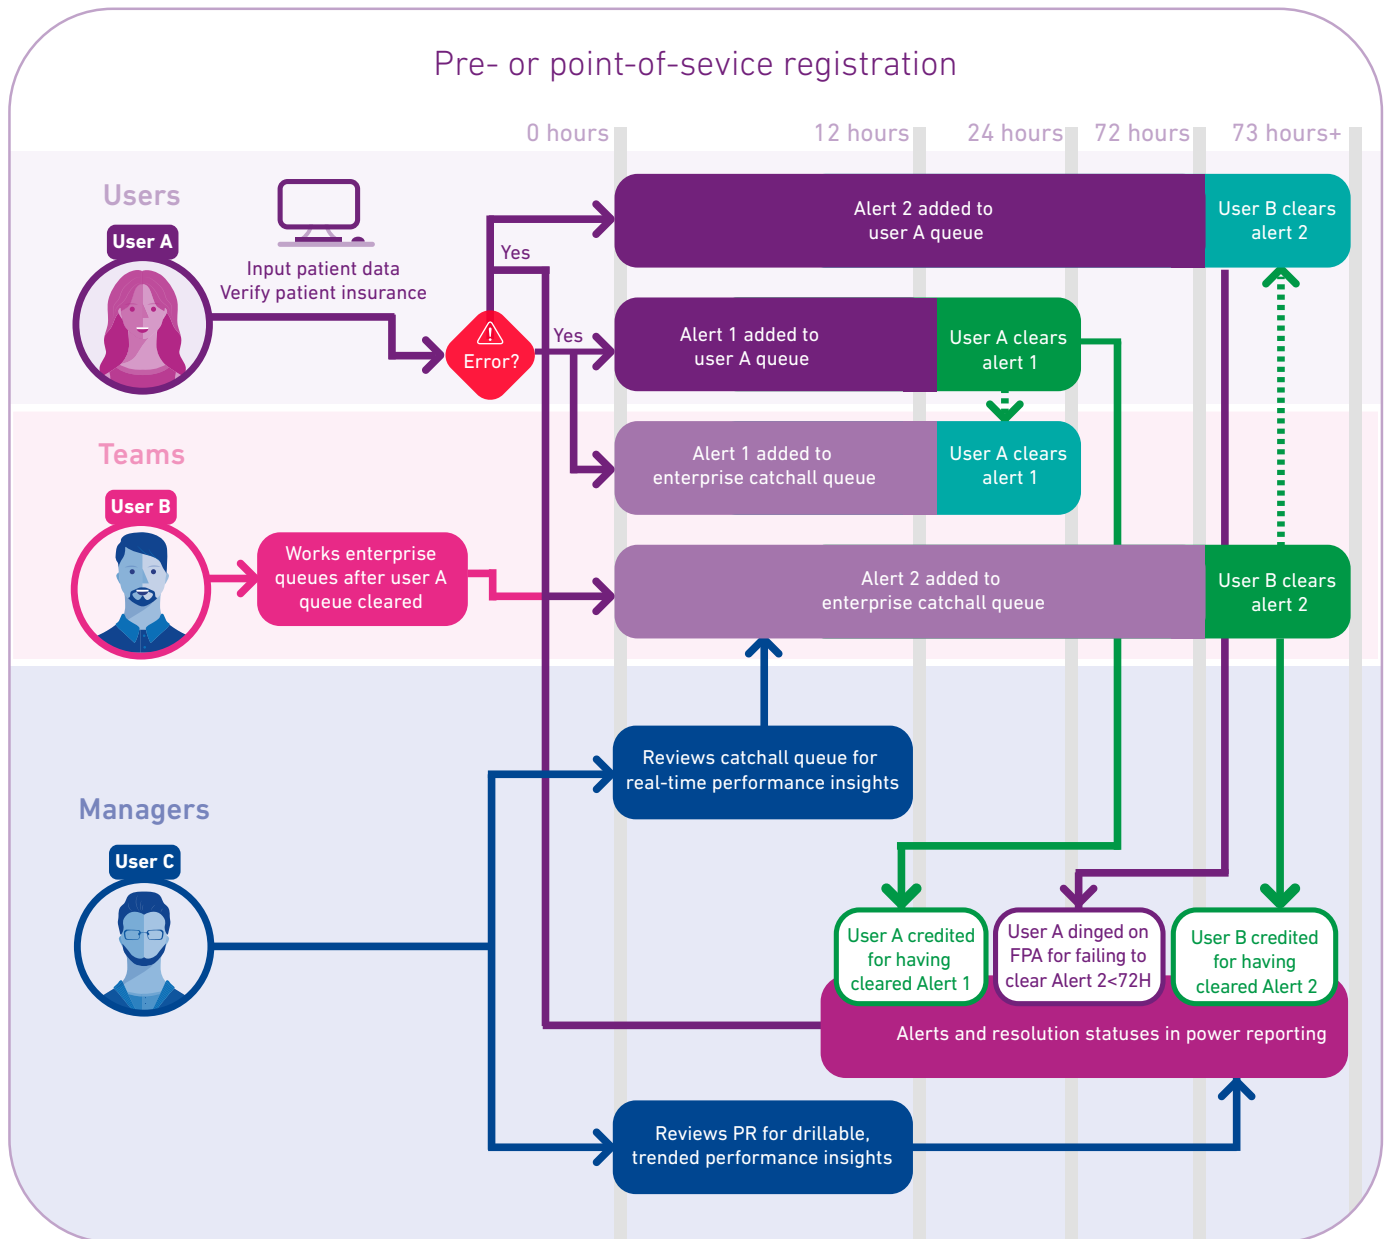 Pre- or point-of-sevice registration
0 hours
12 hours
24 hours
72 hours
73 hours+
Users
User A
Input patient data
Verify patient insurance
Error?
Yes
Yes
Alert 2 added to
user A queue
User B clears
alert 2
Alert 1 added to
user A queue
User A clears
alert 1
Teams
User B
Works enterprise
queues after user A
queue cleared
Alert 1 added to
enterprise catchall queue
User A clears
alert 1
Alert 2 added to
enterprise catchall queue
User B clears
alert 2
Managers
User C
Reviews catchall queue for
real-time performance insights
User A credited
for having
cleared Alert 1
User A dinged on
FPA for failing to
clear Alert 2<72H
User B credited
for having
cleared Alert 2
Alerts and resolution statuses in power reporting
Reviews PR for drillable,
trended performance insights